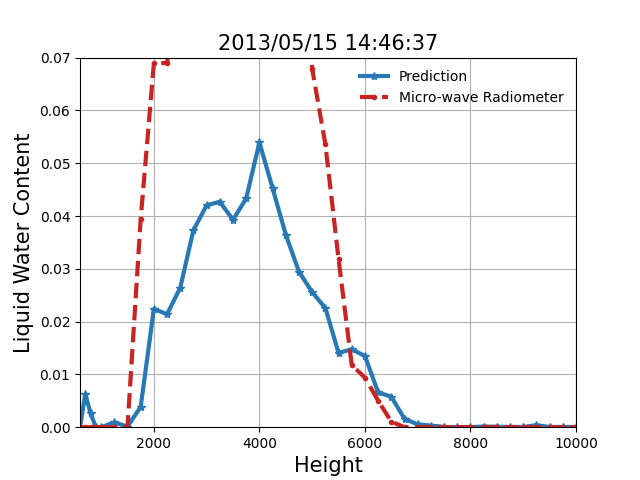 2013/05/15 14:46:37
Prediction
Micro-wave Radiometer
Liquid Water Content
0.07
0.06
0.05
0.04
0.03
0.02
0.01
0.00
2000 4000 6000 8000 10000
Height